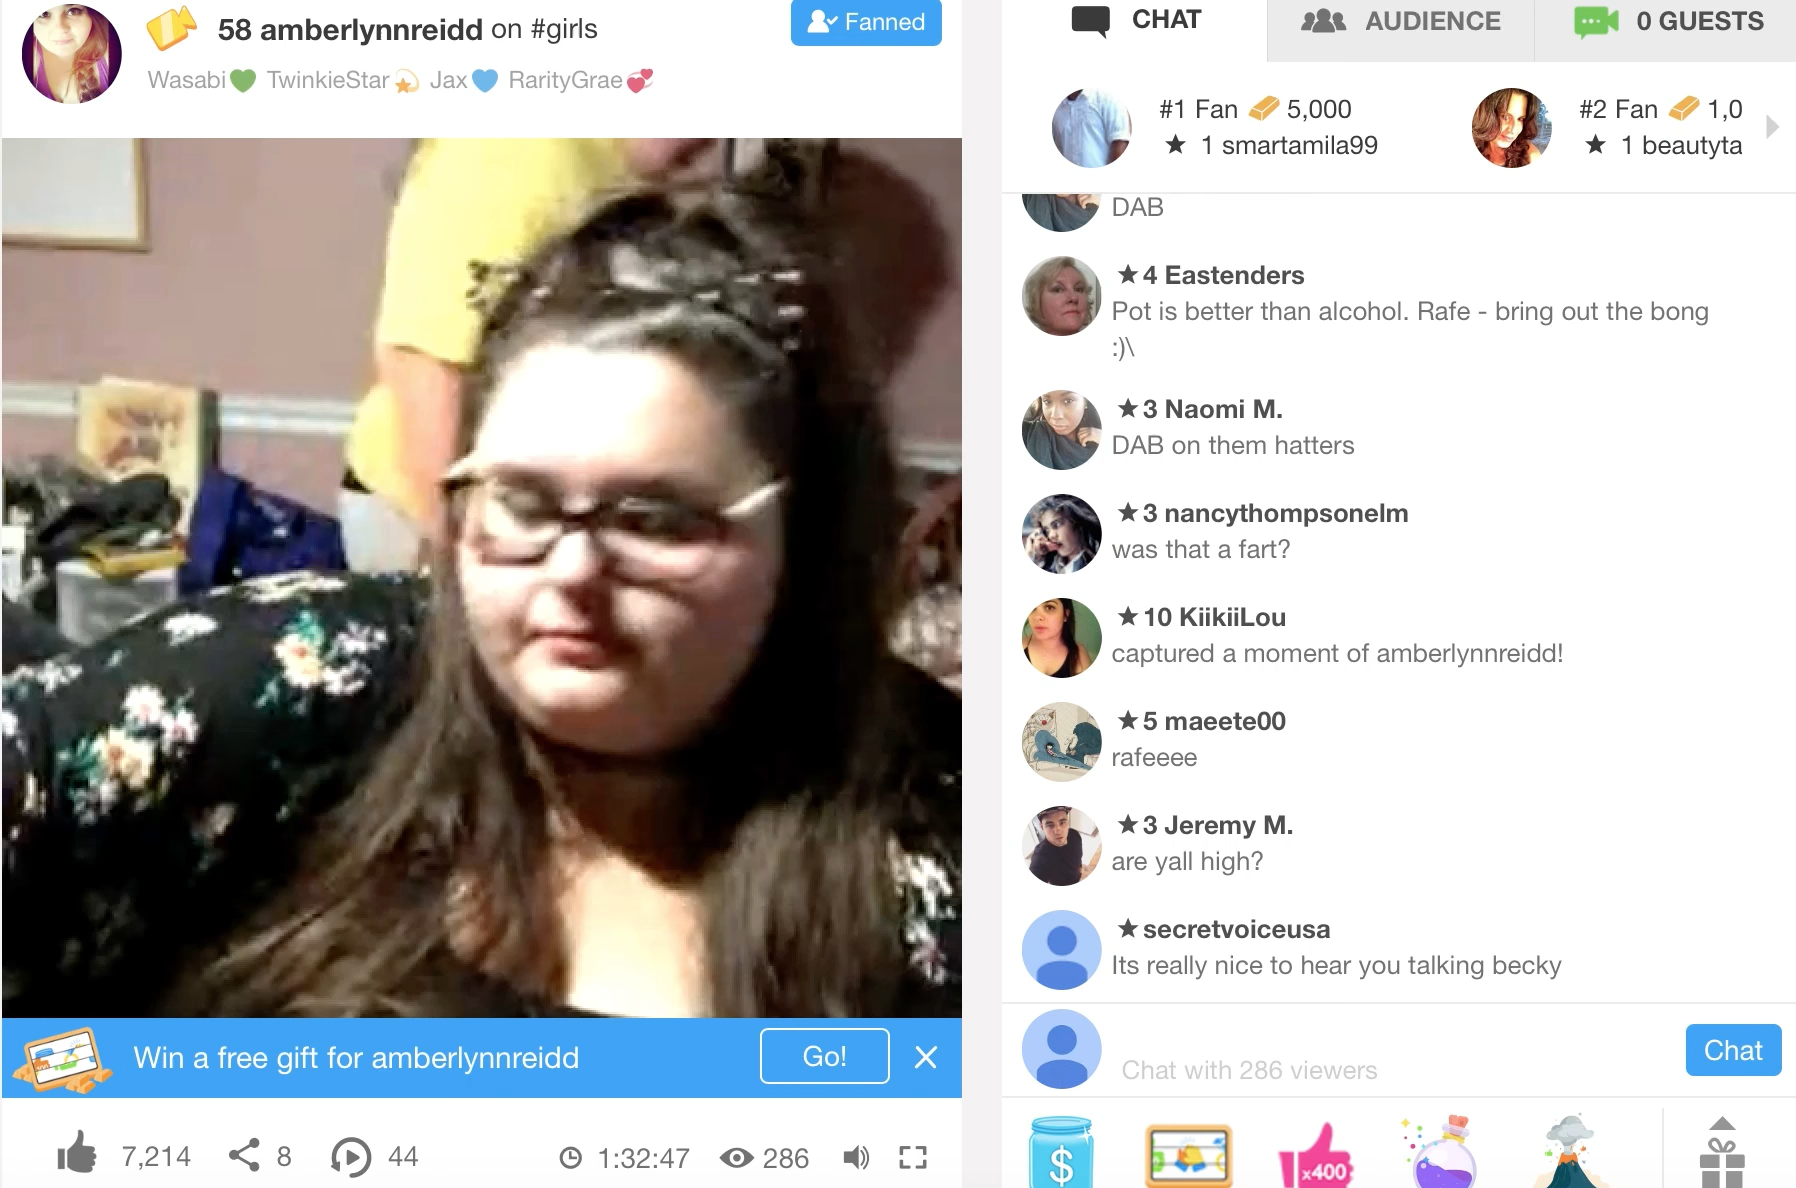 58 amberlynnreidd on #girls
Wasabi💚 TwinkieStar💫 Jax💙 RarityGrae💞
Fanned
Win a free gift for amberlynnreidd
Go!
7,214
8
44
1:32:47
286
CHAT
AUDIENCE
0 GUESTS
#1 Fan 5,000
★ 1 smartamila99
#2 Fan 1,0
★ 1 beautyta
DAB
★4 Eastenders
Pot is better than alcohol. Rafe - bring out the bong
:)\
★3 Naomi M.
DAB on them hatters
★3 nancythompsonelm
was that a fart?
★10 KiikiiLou
captured a moment of amberlynnreidd!
★5 maeete00
rafeeee
★3 Jeremy M.
are yall high?
★secretvoiceusa
Its really nice to hear you talking becky
Chat with 286 viewers
Chat
$
x400